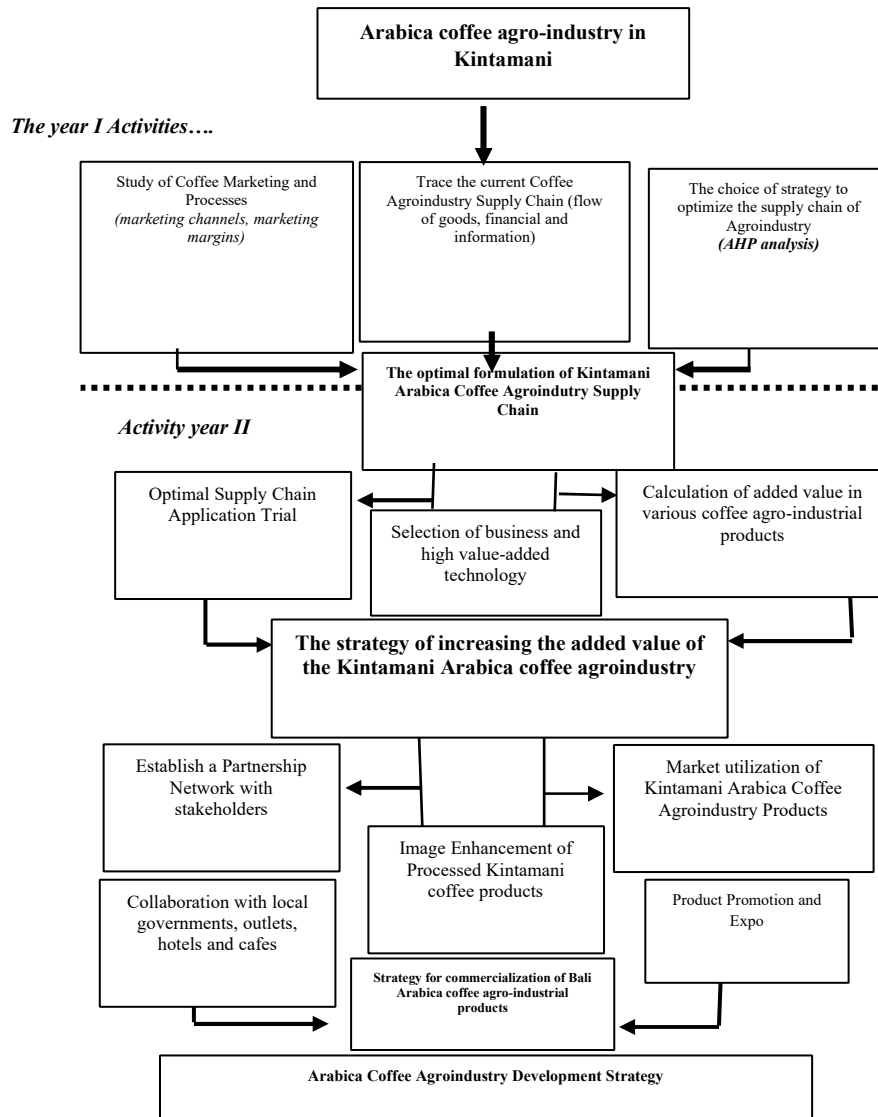 Arabica coffee agro-industry in
Kintamani
The year I Activities….
Study of Coffee Marketing and
Processes
(marketing channels, marketing
margins)
Trace the current Coffee
Agroindustry Supply Chain (flow
of goods, financial and
information)
The choice of strategy to
optimize the supply chain of
Agroindustry
(AHP analysis)
The optimal formulation of Kintamani
Arabica Coffee Agroindutry Supply
Chain
Activity year II
Optimal Supply Chain
Application Trial
Selection of business and
high value-added
technology
Calculation of added value in
various coffee agro-industrial
products
The strategy of increasing the added value of
the Kintamani Arabica coffee agroindustry
Establish a Partnership
Network with
stakeholders
Image Enhancement of
Processed Kintamani
coffee products
Market utilization of
Kintamani Arabica Coffee
Agroindustry Products
Collaboration with local
governments, outlets,
hotels and cafes
Product Promotion and
Expo
Strategy for commercialization of Bali
Arabica coffee agro-industrial
products
Arabica Coffee Agroindustry Development Strategy